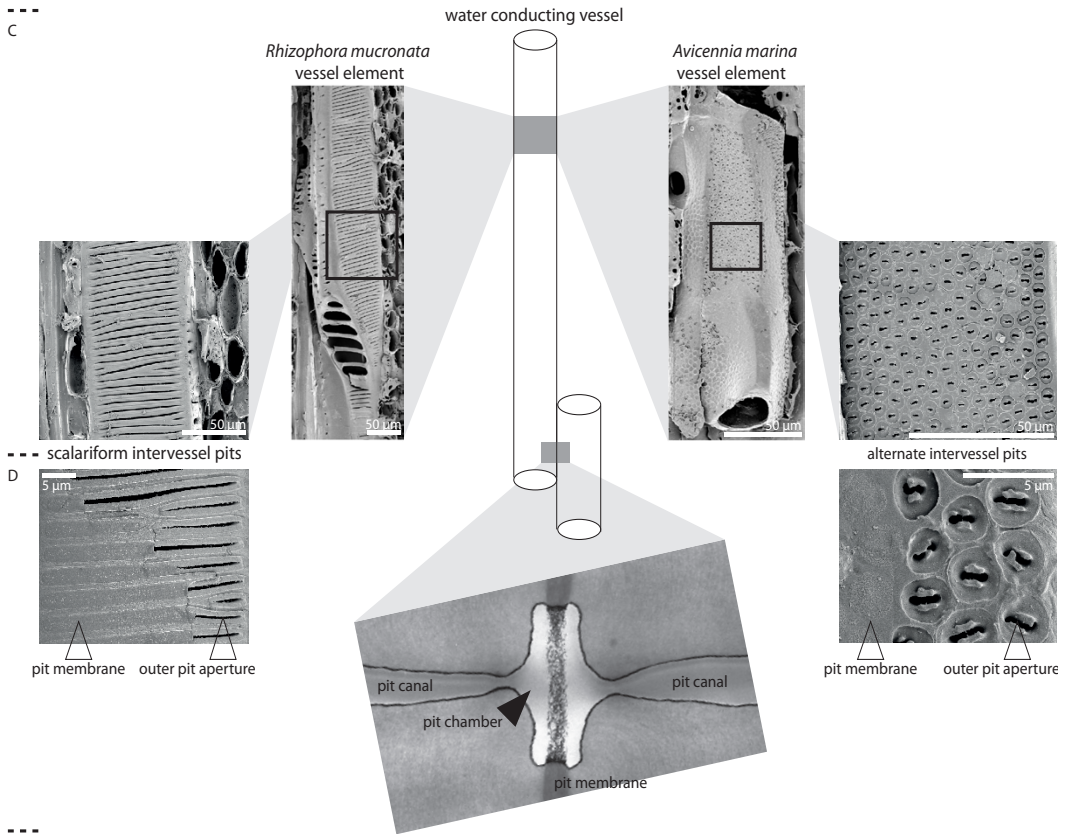 C
water conducting vessel
Rhizophora mucronata
vessel element
Avicennia marina
vessel element
50 µm
50 µm
50 µm
50 µm
scalariform intervessel pits
alternate intervessel pits
D
5 µm
5 µm
pit membrane
outer pit aperture
pit membrane
outer pit aperture
pit canal
pit canal
pit chamber
pit membrane